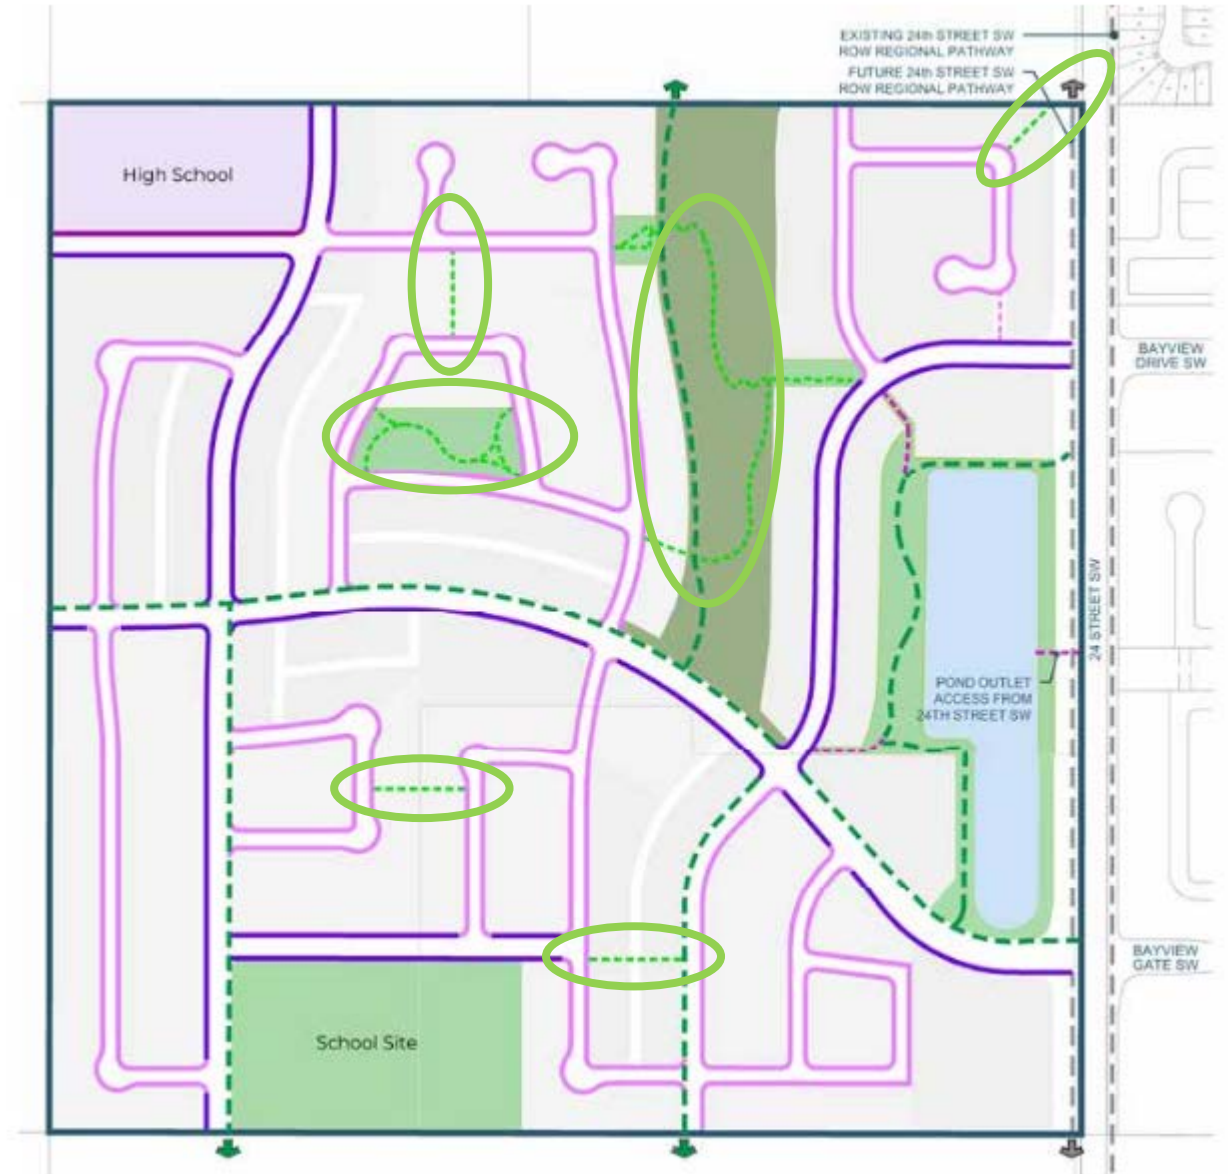 EXISTING 24th STREET SW
ROW REGIONAL PATHWAY
FUTURE 24th STREET SW
ROW REGIONAL PATHWAY
High School
BAYVIEW
DRIVE SW
24 STREET SW
POND OUTLET
ACCESS FROM
24TH STREET SW
BAYVIEW
GATE SW
School Site